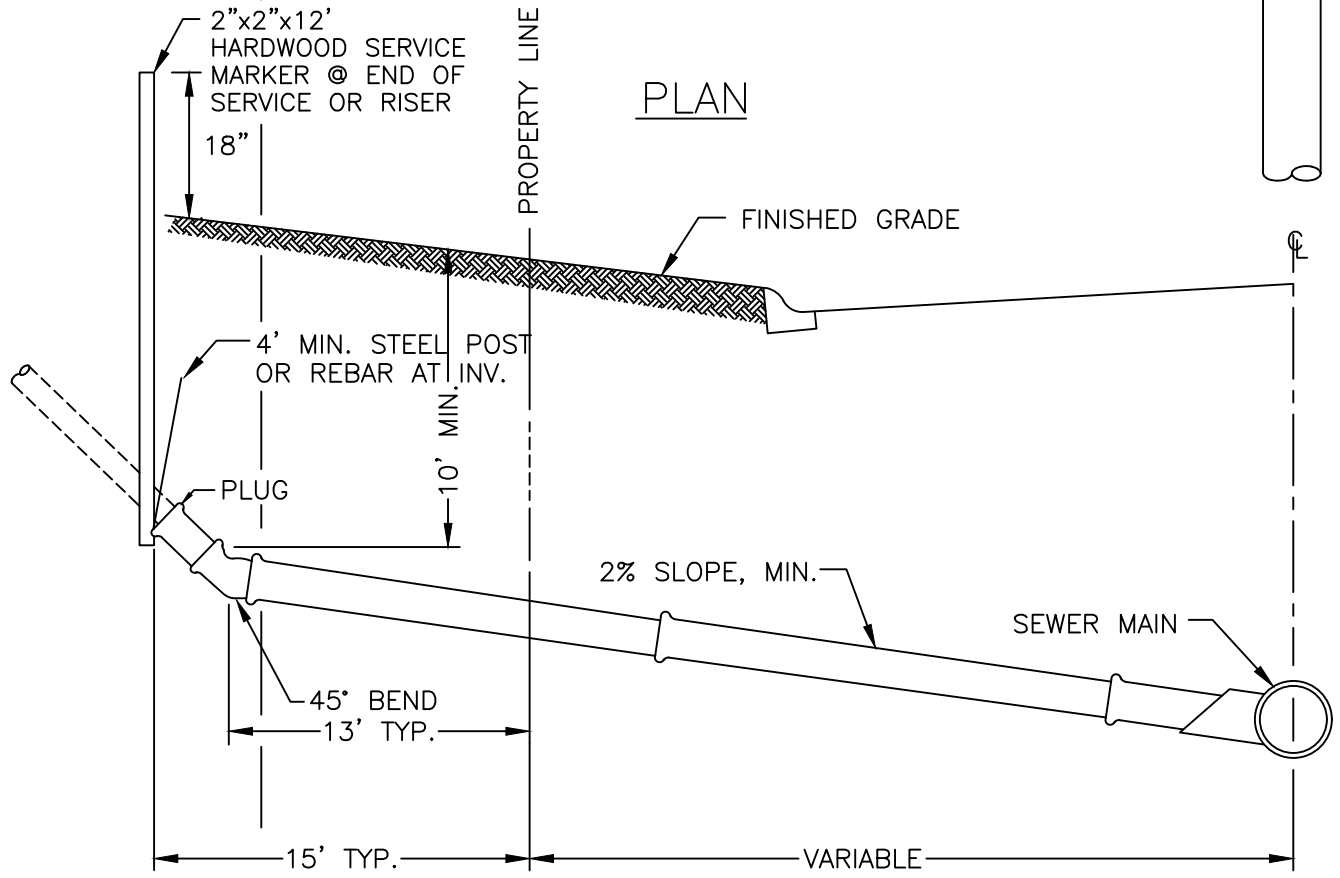 2"x2"x12'
HARDWOOD SERVICE
MARKER @ END OF
SERVICE OR RISER
18"
PROPERTY LINE
PLAN
FINISHED GRADE
℄
4' MIN. STEEL POST
OR REBAR AT INV.
10' MIN.
PLUG
2% SLOPE, MIN.
SEWER MAIN
45° BEND
13' TYP.
15' TYP.
VARIABLE